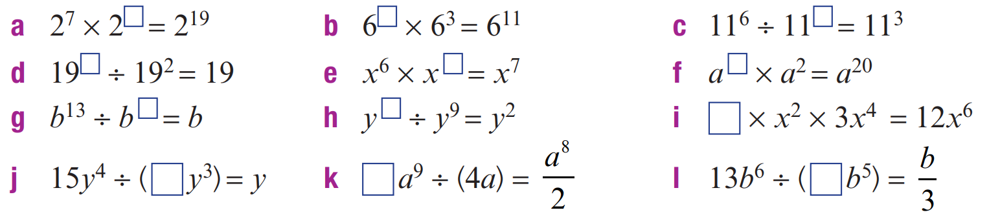 a 2⁷ × 2^□ = 2¹⁹ b 6^□ × 6³ = 6¹¹ c 11⁶ ÷ 11^□ = 11³
d 19^□ ÷ 19² = 19 e x⁶ × x^□ = x⁷ f a^□ × a² = a²⁰
g b¹³ ÷ b^□ = b h y^□ ÷ y⁹ = y² i □ × x² × 3x⁴ = 12x⁶
j 15y⁴ ÷ (□y³) = y k □a⁹ ÷ (4a) = a⁸/2 l 13b⁶ ÷ (□b⁵) = b/3